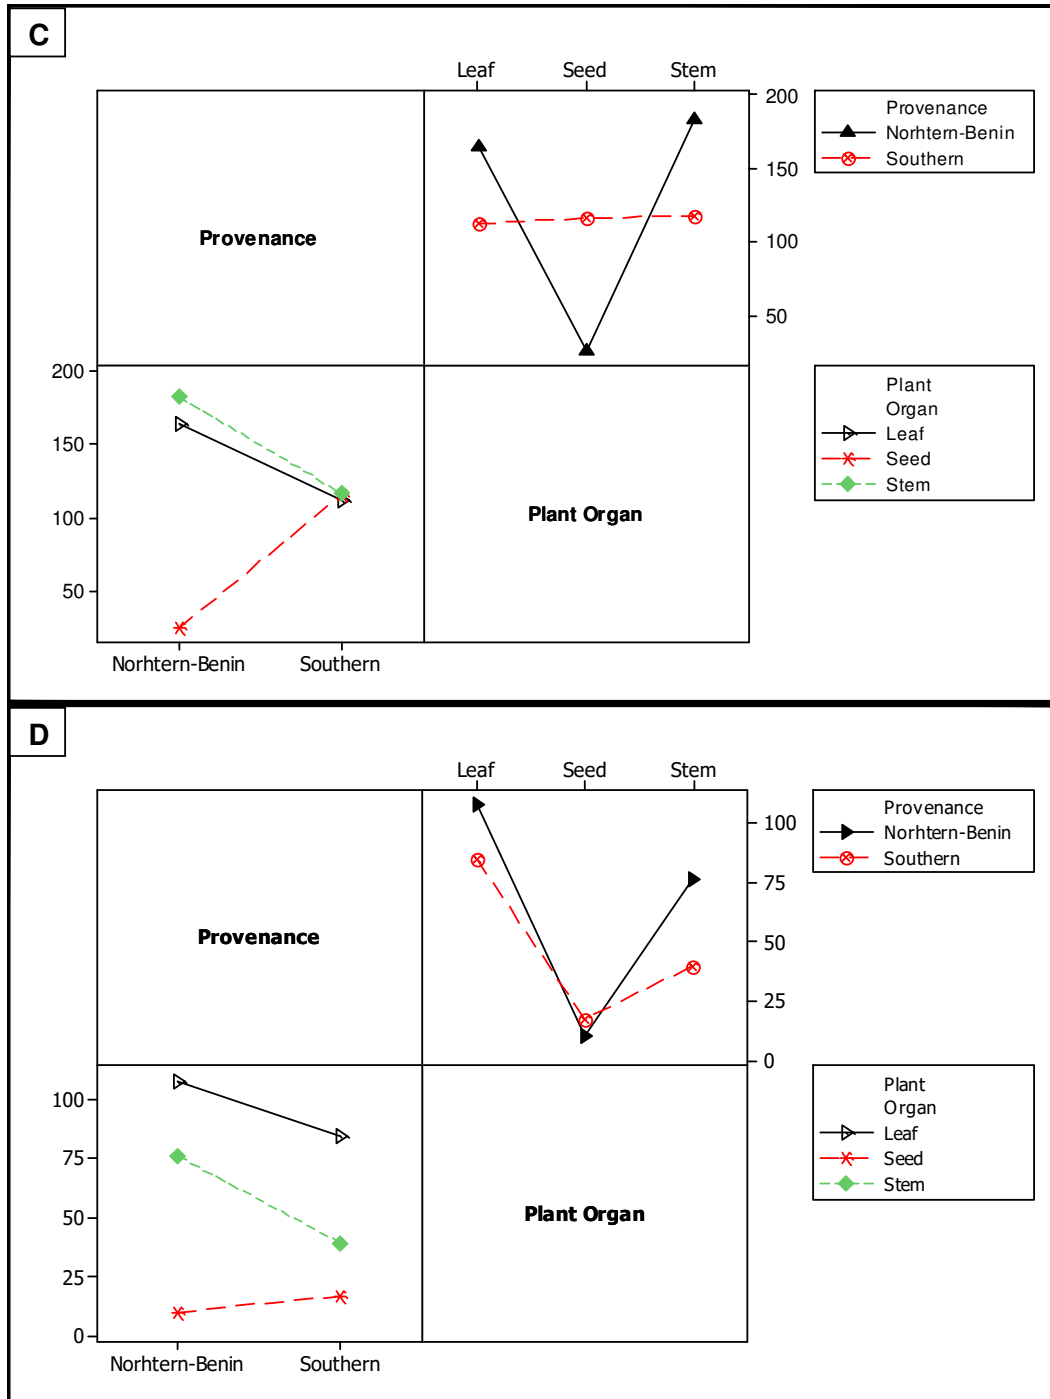 C
Leaf Seed Stem
200
150
100
50
Provenance
Norhtern-Benin
Southern
Provenance
200
150
100
50
Plant Organ
Plant
Organ
Leaf
Seed
Stem
Norhtern-Benin Southern
D
Leaf Seed Stem
100
75
50
25
0
Provenance
Norhtern-Benin
Southern
Provenance
100
75
50
25
0
Plant Organ
Plant
Organ
Leaf
Seed
Stem
Norhtern-Benin Southern